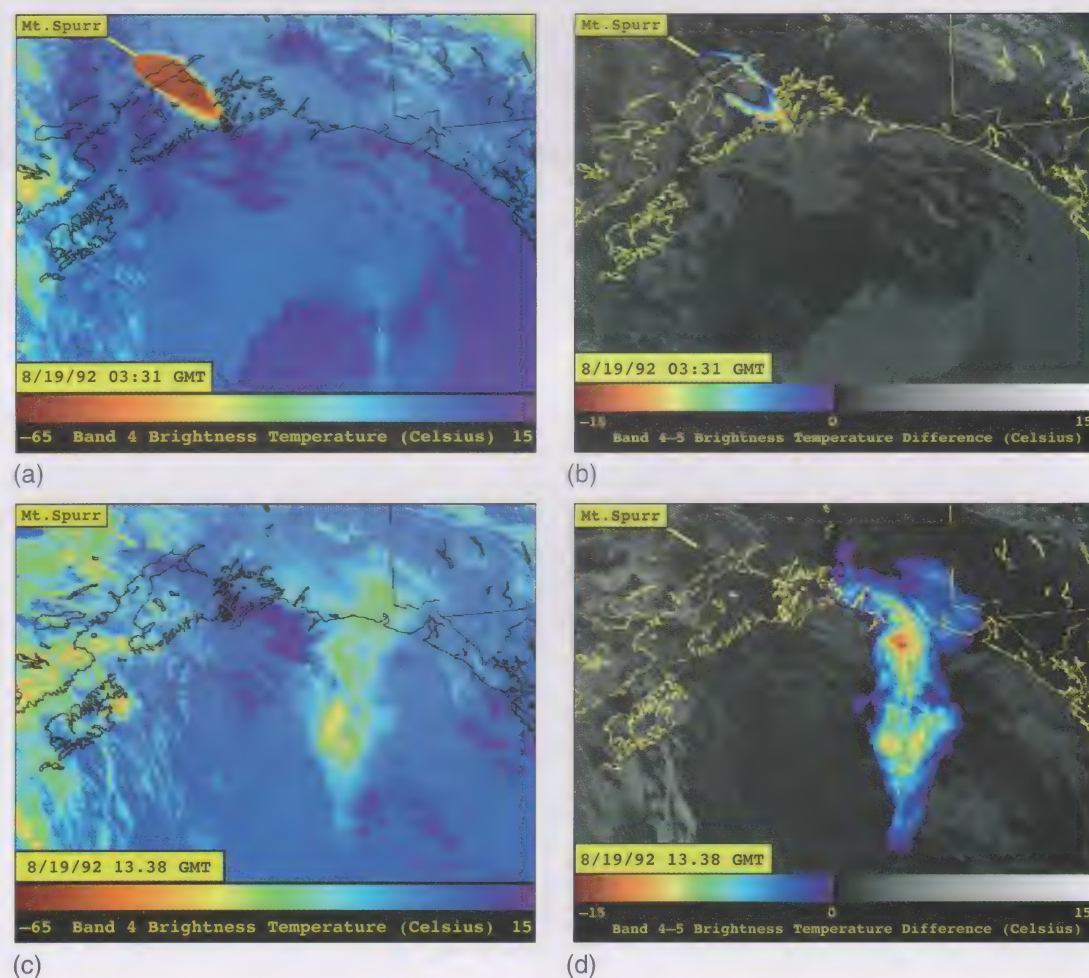 Mt.Spurr
8/19/92 03:31 GMT
-65 Band 4 Brightness Temperature (Celsius) 15
(a)
Mt.Spurr
8/19/92 03:31 GMT
-15 0 15
Band 4-5 Brightness Temperature Difference (Celsius)
(b)
Mt.Spurr
8/19/92 13.38 GMT
-65 Band 4 Brightness Temperature (Celsius) 15
(c)
Mt.Spurr
8/19/92 13.38 GMT
-15 0 15
Band 4-5 Brightness Temperature Difference (Celsius)
(d)